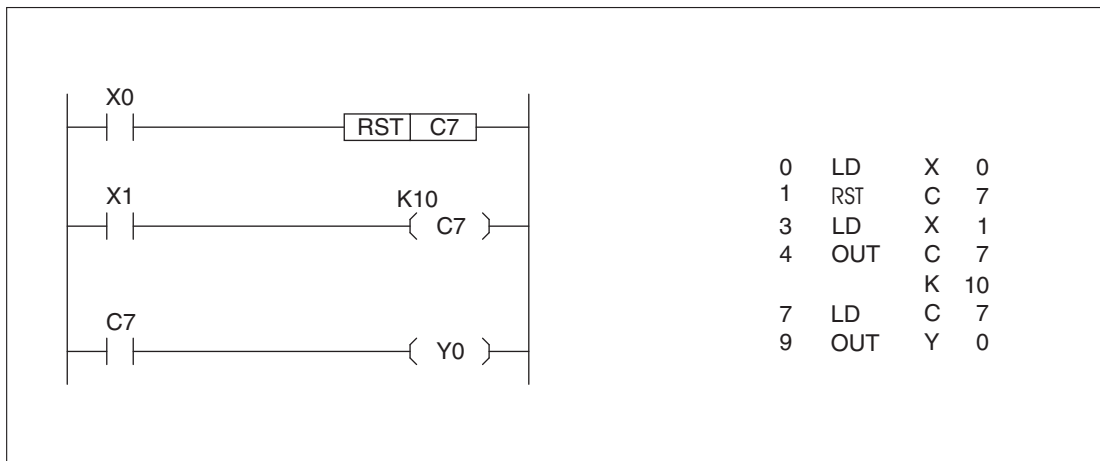 X0
RST C7
X1 K10
C7
C7
Y0
0 LD X 0
1 RST C 7
3 LD X 1
4 OUT C 7
K 10
7 LD C 7
9 OUT Y 0